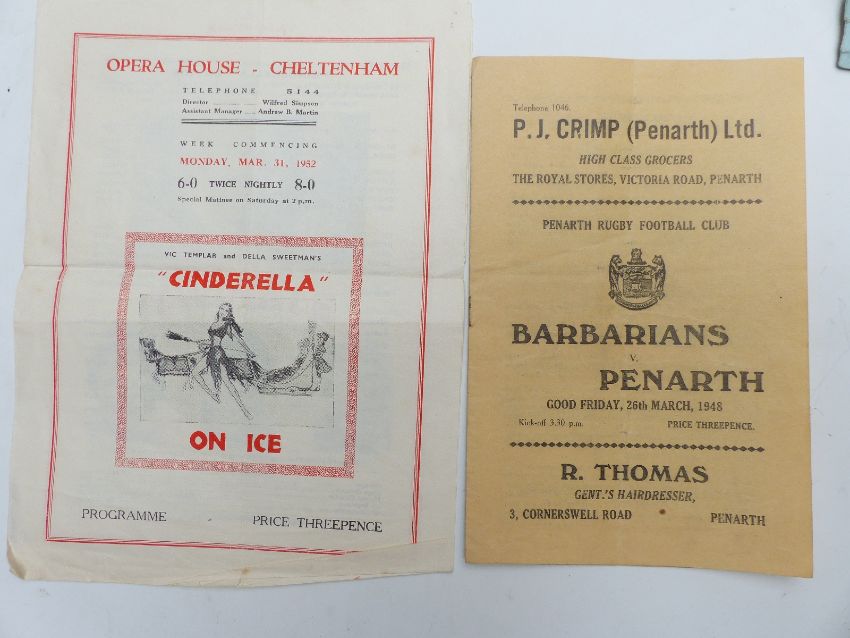 OPERA HOUSE - CHELTENHAM
TELEPHONE 5144
Director ............ Wilfred Simpson
Assistant Manager .... Andrew B. Martin
WEEK COMMENCING
MONDAY, MAR. 31, 1952
6-0 TWICE NIGHTLY 8-0
Special Matinee on Saturday at 2 p.m.
VIC TEMPLAR and DELLA SWEETMAN'S
"CINDERELLA"
ON ICE
PROGRAMME - PRICE THREEPENCE
Telephone 1046.
P.J. CRIMP (Penarth) Ltd.
HIGH CLASS GROCERS
THE ROYAL STORES, VICTORIA ROAD, PENARTH
PENARTH RUGBY FOOTBALL CLUB
BARBARIANS
V.
PENARTH
GOOD FRIDAY, 26th MARCH, 1948
Kick-off 3.30 p.m. PRICE THREEPENCE.
R. THOMAS
GENT.'S HAIRDRESSER,
3, CORNERSWELL ROAD PENARTH